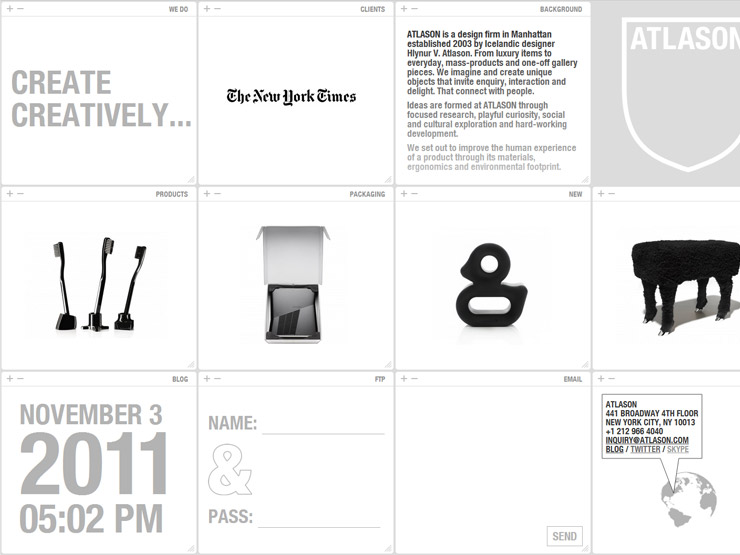 WE DO
CREATE
CREATIVELY...
CLIENTS
The New York Times
BACKGROUND
ATLASON is a design firm in Manhattan
established 2003 by Icelandic designer
Hlynur V. Atlason. From luxury items to
everyday, mass-products and one-off gallery
pieces. We imagine and create unique
objects that invite enquiry, interaction and
delight. That connect with people.
Ideas are formed at ATLASON through
focused research, playful curiosity, social
and cultural exploration and hard-working
development.
We set out to improve the human experience
of a product through its materials,
ergonomics and environmental footprint.
ATLASON
PRODUCTS
PACKAGING
NEW
BLOG
NOVEMBER 3
2011
05:02 PM
FTP
NAME:
&
PASS:
EMAIL
SEND
ATLASON
441 BROADWAY 4TH FLOOR
NEW YORK CITY, NY 10013
+1 212 966 4040
INQUIRY@ATLASON.COM
BLOG / TWITTER / SKYPE